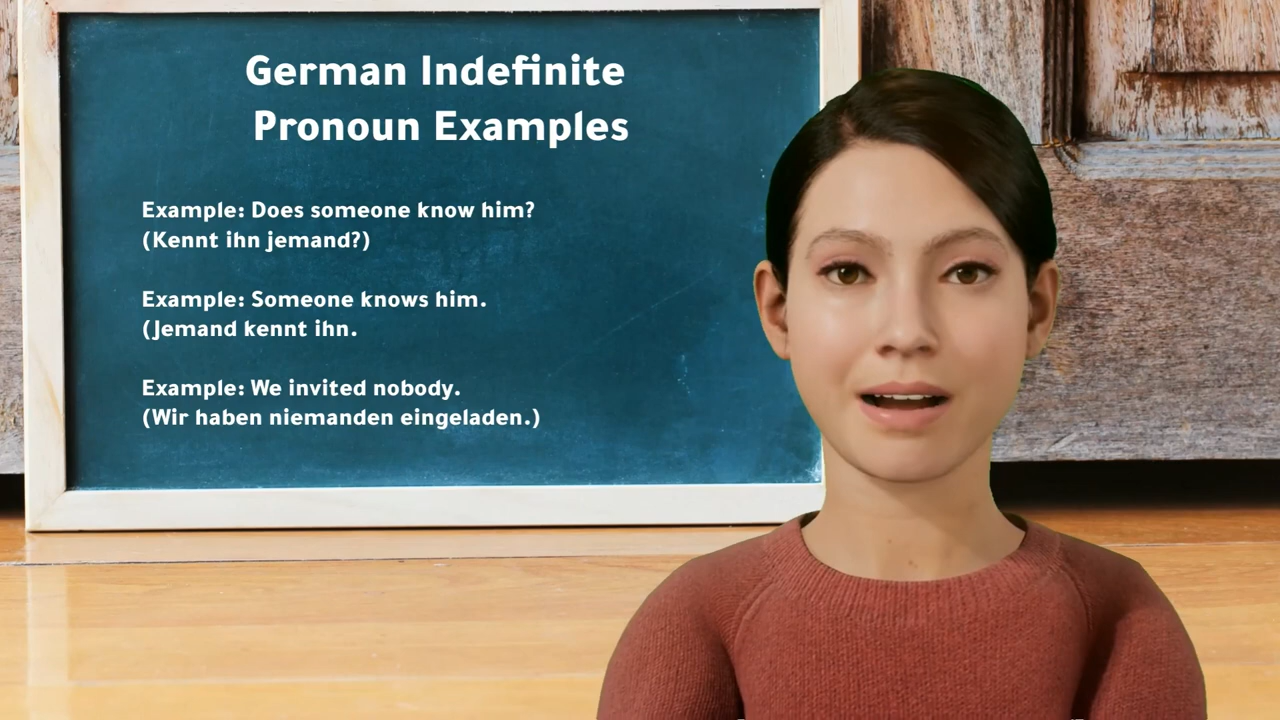 German Indefinite
Pronoun Examples
Example: Does someone know him?
(Kennt ihn jemand?)
Example: Someone knows him.
(Jemand kennt ihn.
Example: We invited nobody.
(Wir haben niemanden eingeladen.)